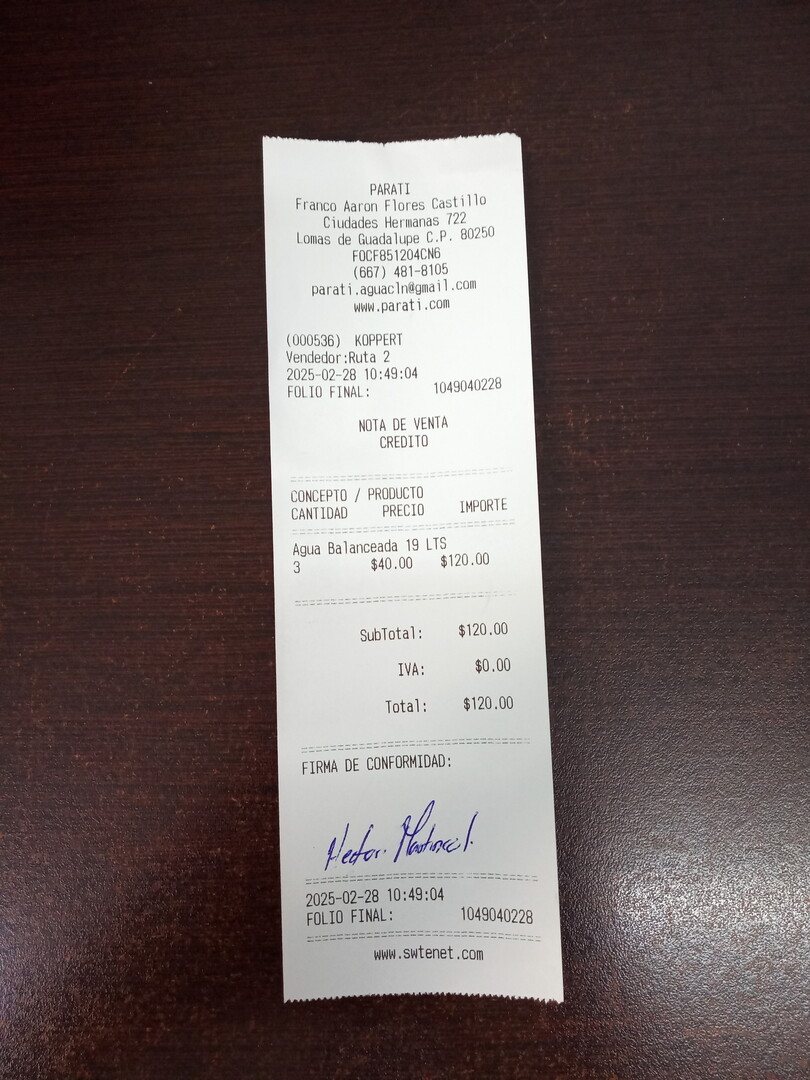 PARATI
Franco Aaron Flores Castillo
Ciudades Hermanas 722
Lomas de Guadalupe C.P. 80250
FOCF851204CN6
(667) 481-8105
parati.aguacln@gmail.com
www.parati.com
(000536) KOPPERT
Vendedor:Ruta 2
2025-02-28 10:49:04
FOLIO FINAL: 1049040228
NOTA DE VENTA
CREDITO
CONCEPTO / PRODUCTO
CANTIDAD PRECIO IMPORTE
Agua Balanceada 19 LTS
3 $40.00 $120.00
SubTotal: $120.00
IVA: $0.00
Total: $120.00
FIRMA DE CONFORMIDAD:
Hector.
2025-02-28 10:49:04
FOLIO FINAL: 1049040228
www.swtenet.com